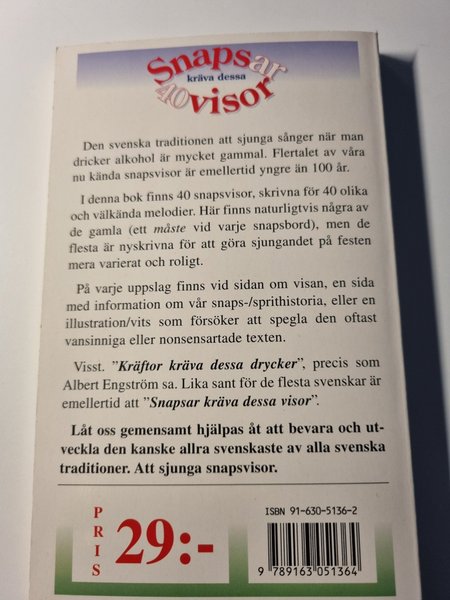 Snapsar
kräva dessa
40 visor
Den svenska traditionen att sjunga sånger när man
dricker alkohol är mycket gammal. Flertalet av våra
nu kända snapsvisor är emellertid yngre än 100 år.
I denna bok finns 40 snapsvisor, skrivna för 40 olika
och välkända melodier. Här finns naturligtvis några av
de gamla (ett måste vid varje snapsbord), men de
flesta är nyskrivna för att göra sjungandet på festen
mera varierat och roligt.
På varje uppslag finns vid sidan om visan, en sida
med information om vår snaps-/sprithistoria, eller en
illustration/vits som försöker att spegla den oftast
vansinniga eller nonsensartade texten.
Visst. ”Kräftor kräva dessa drycker”, precis som
Albert Engström sa. Lika sant för de flesta svenskar är
emellertid att ”Snapsar kräva dessa visor”.
Låt oss gemensamt hjälpas åt att bevara och ut-
veckla den kanske allra svenskaste av alla svenska
traditioner. Att sjunga snapsvisor.
PRIS
29:-
ISBN 91-630-5136-2
9 789163 051364